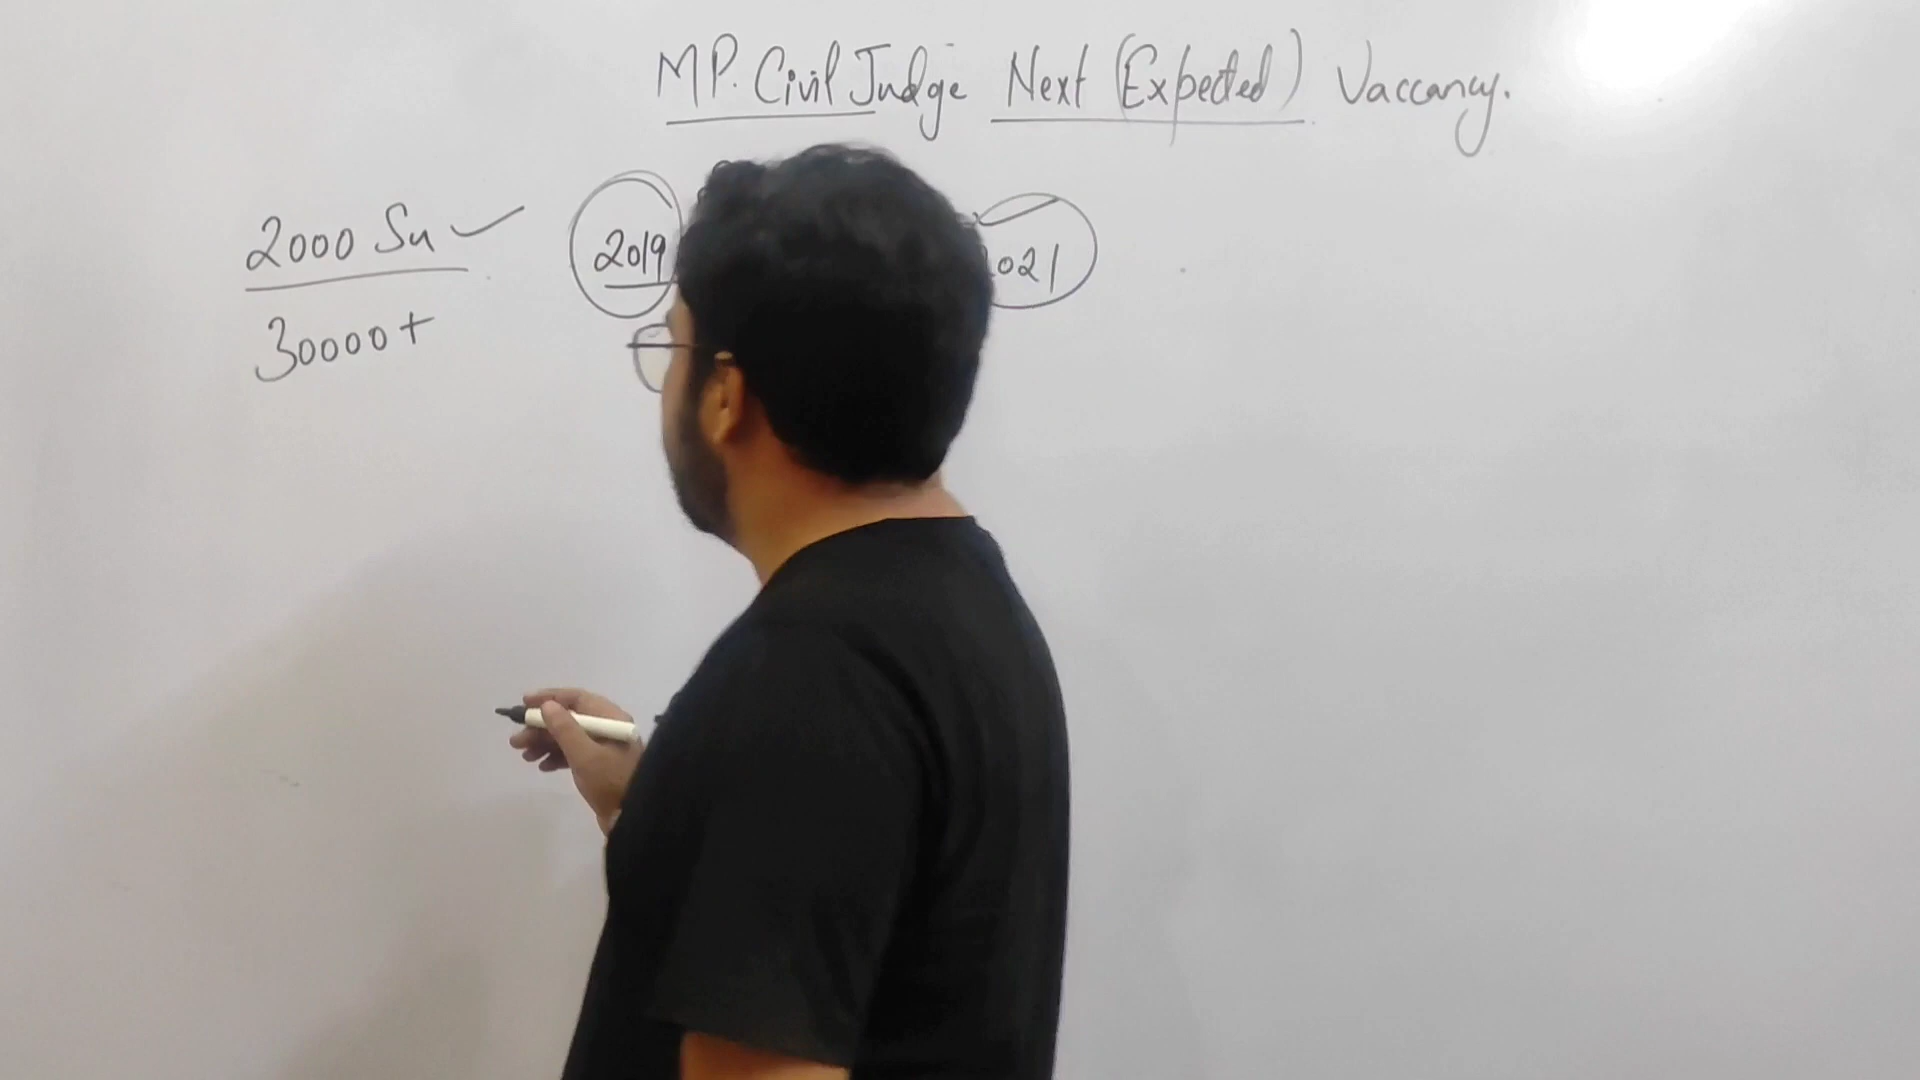 MP. Civil Judge Next (Expected) Vaccancy.
2000 Su 2019 021
30000+